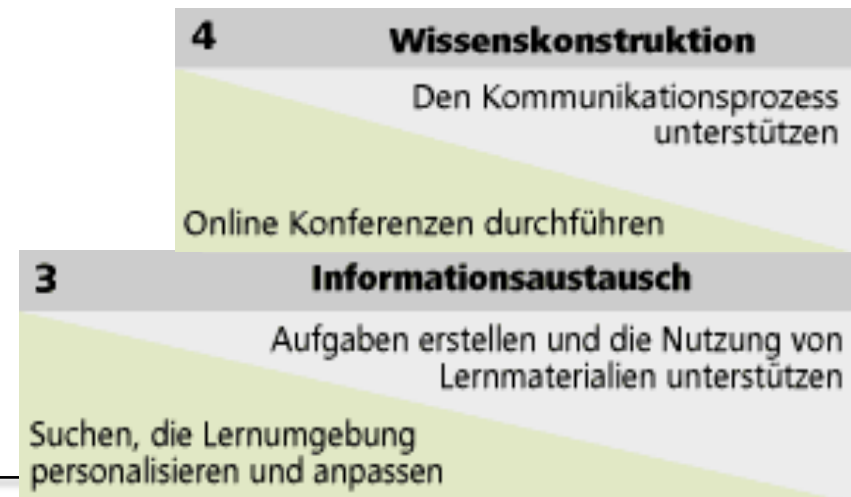 4 Wissenskonstruktion
Den Kommunikationsprozess
unterstützen
Online Konferenzen durchführen
3 Informationsaustausch
Aufgaben erstellen und die Nutzung von
Lernmaterialien unterstützen
Suchen, die Lernumgebung
personalisieren und anpassen